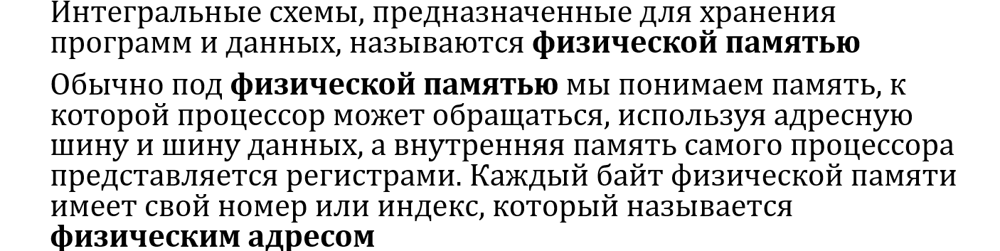 Интегральные схемы, предназначенные для хранения
программ и данных, называются физической памятью
Обычно под физической памятью мы понимаем память, к
которой процессор может обращаться, используя адресную
шину и шину данных, а внутренняя память самого процессора
представляется регистрами. Каждый байт физической памяти
имеет свой номер или индекс, который называется
физическим адресом